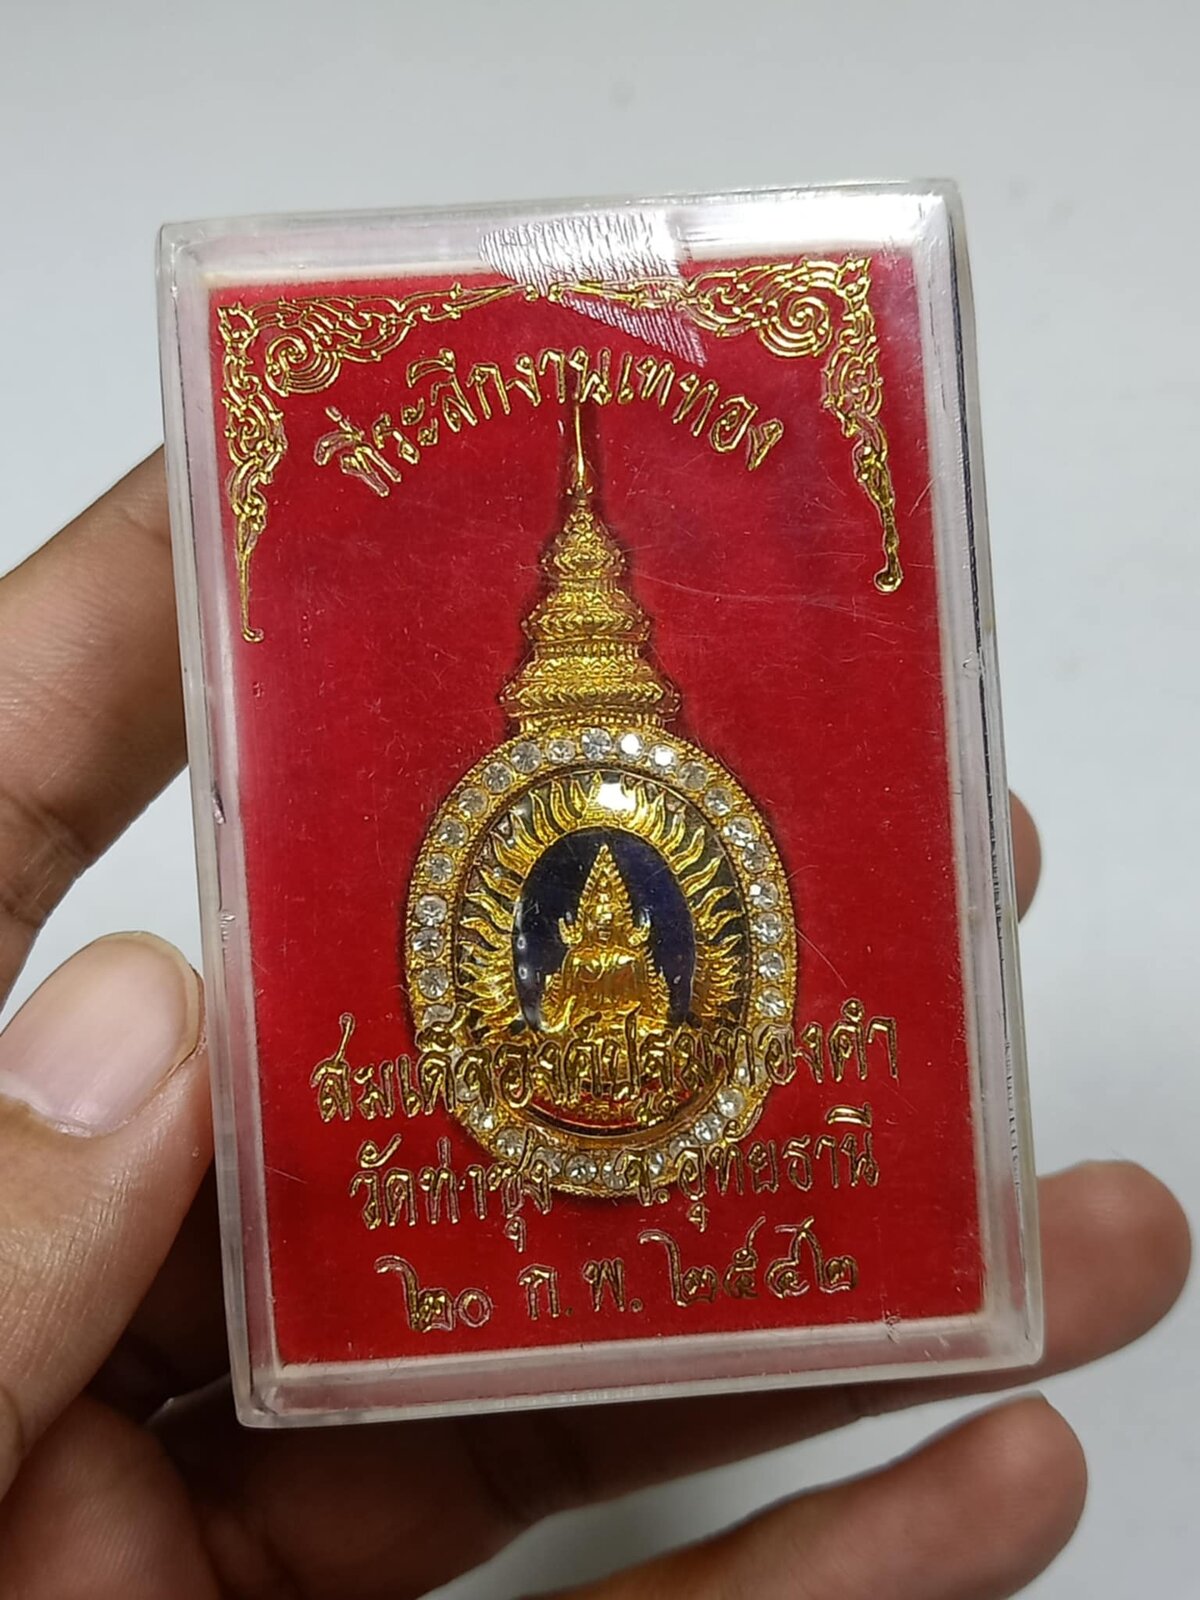 ที่ระลึกงานเททอง
สมเด็จองค์ปฐมทองคำ
วัดท่าซุง จ.อุทัยธานี
๒๐ ก.พ. ๒๕๕๒